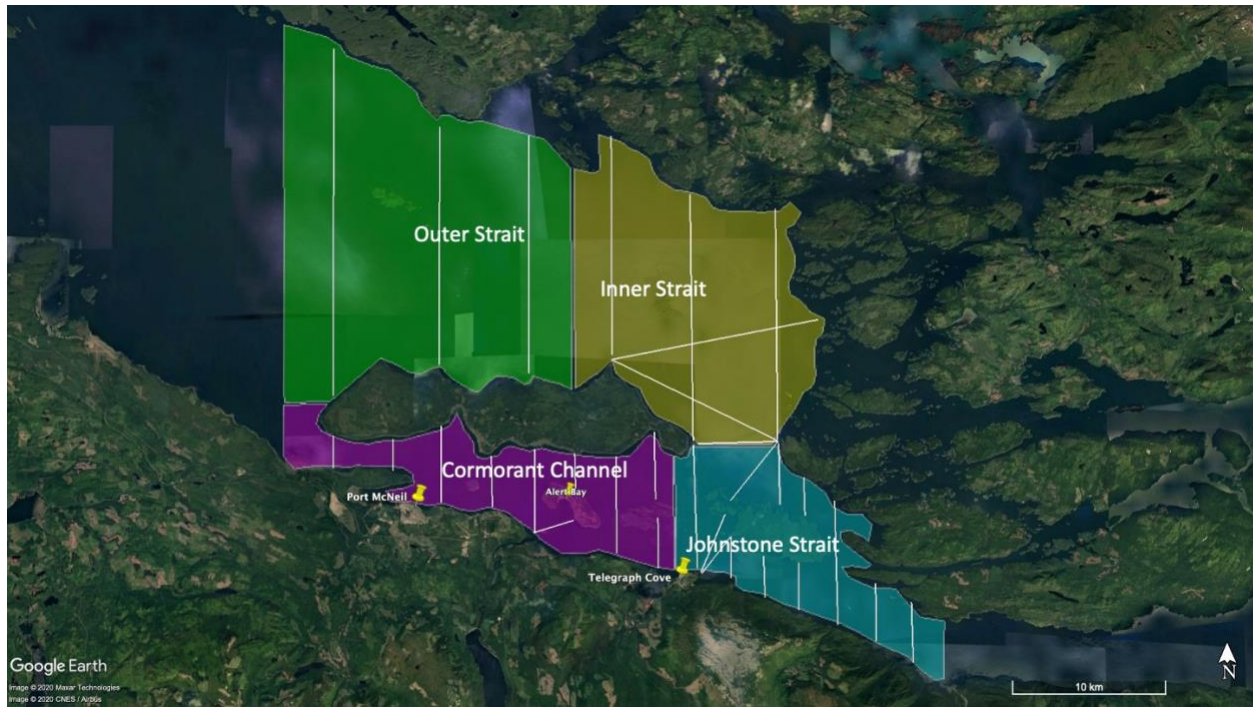 Outer Strait
Inner Strait
Cormorant Channel
Port McNeil
Alert Bay
Johnstone Strait
Telegraph Cove
Google Earth
Image © 2020 Maxar Technologies
Image © 2020 CNES / Airbus
N
10 km